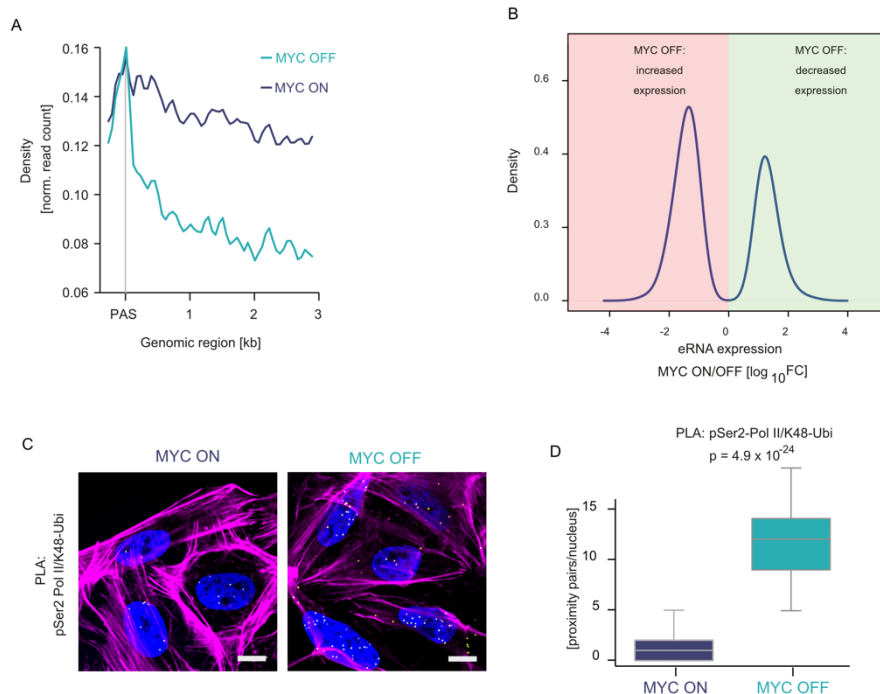 A
0.16
0.14
0.12
0.10
0.08
0.06
Density
[norm. read count]
MYC OFF
MYC ON
PAS
1
2
3
Genomic region [kb]
B
MYC OFF:
increased
expression
MYC OFF:
decreased
expression
0.6
0.4
0.3
0.0
Density
-4
-2
0
2
4
eRNA expression
MYC ON/OFF [log 10 FC]
C
MYC ON
MYC OFF
PLA:
pSer2 Pol II/K48-Ubi
D
PLA: pSer2-Pol II/K48-Ubi
p = 4.9 x 10-24
15
10
5
0
[proximity pairs/nucleus]
MYC ON
MYC OFF